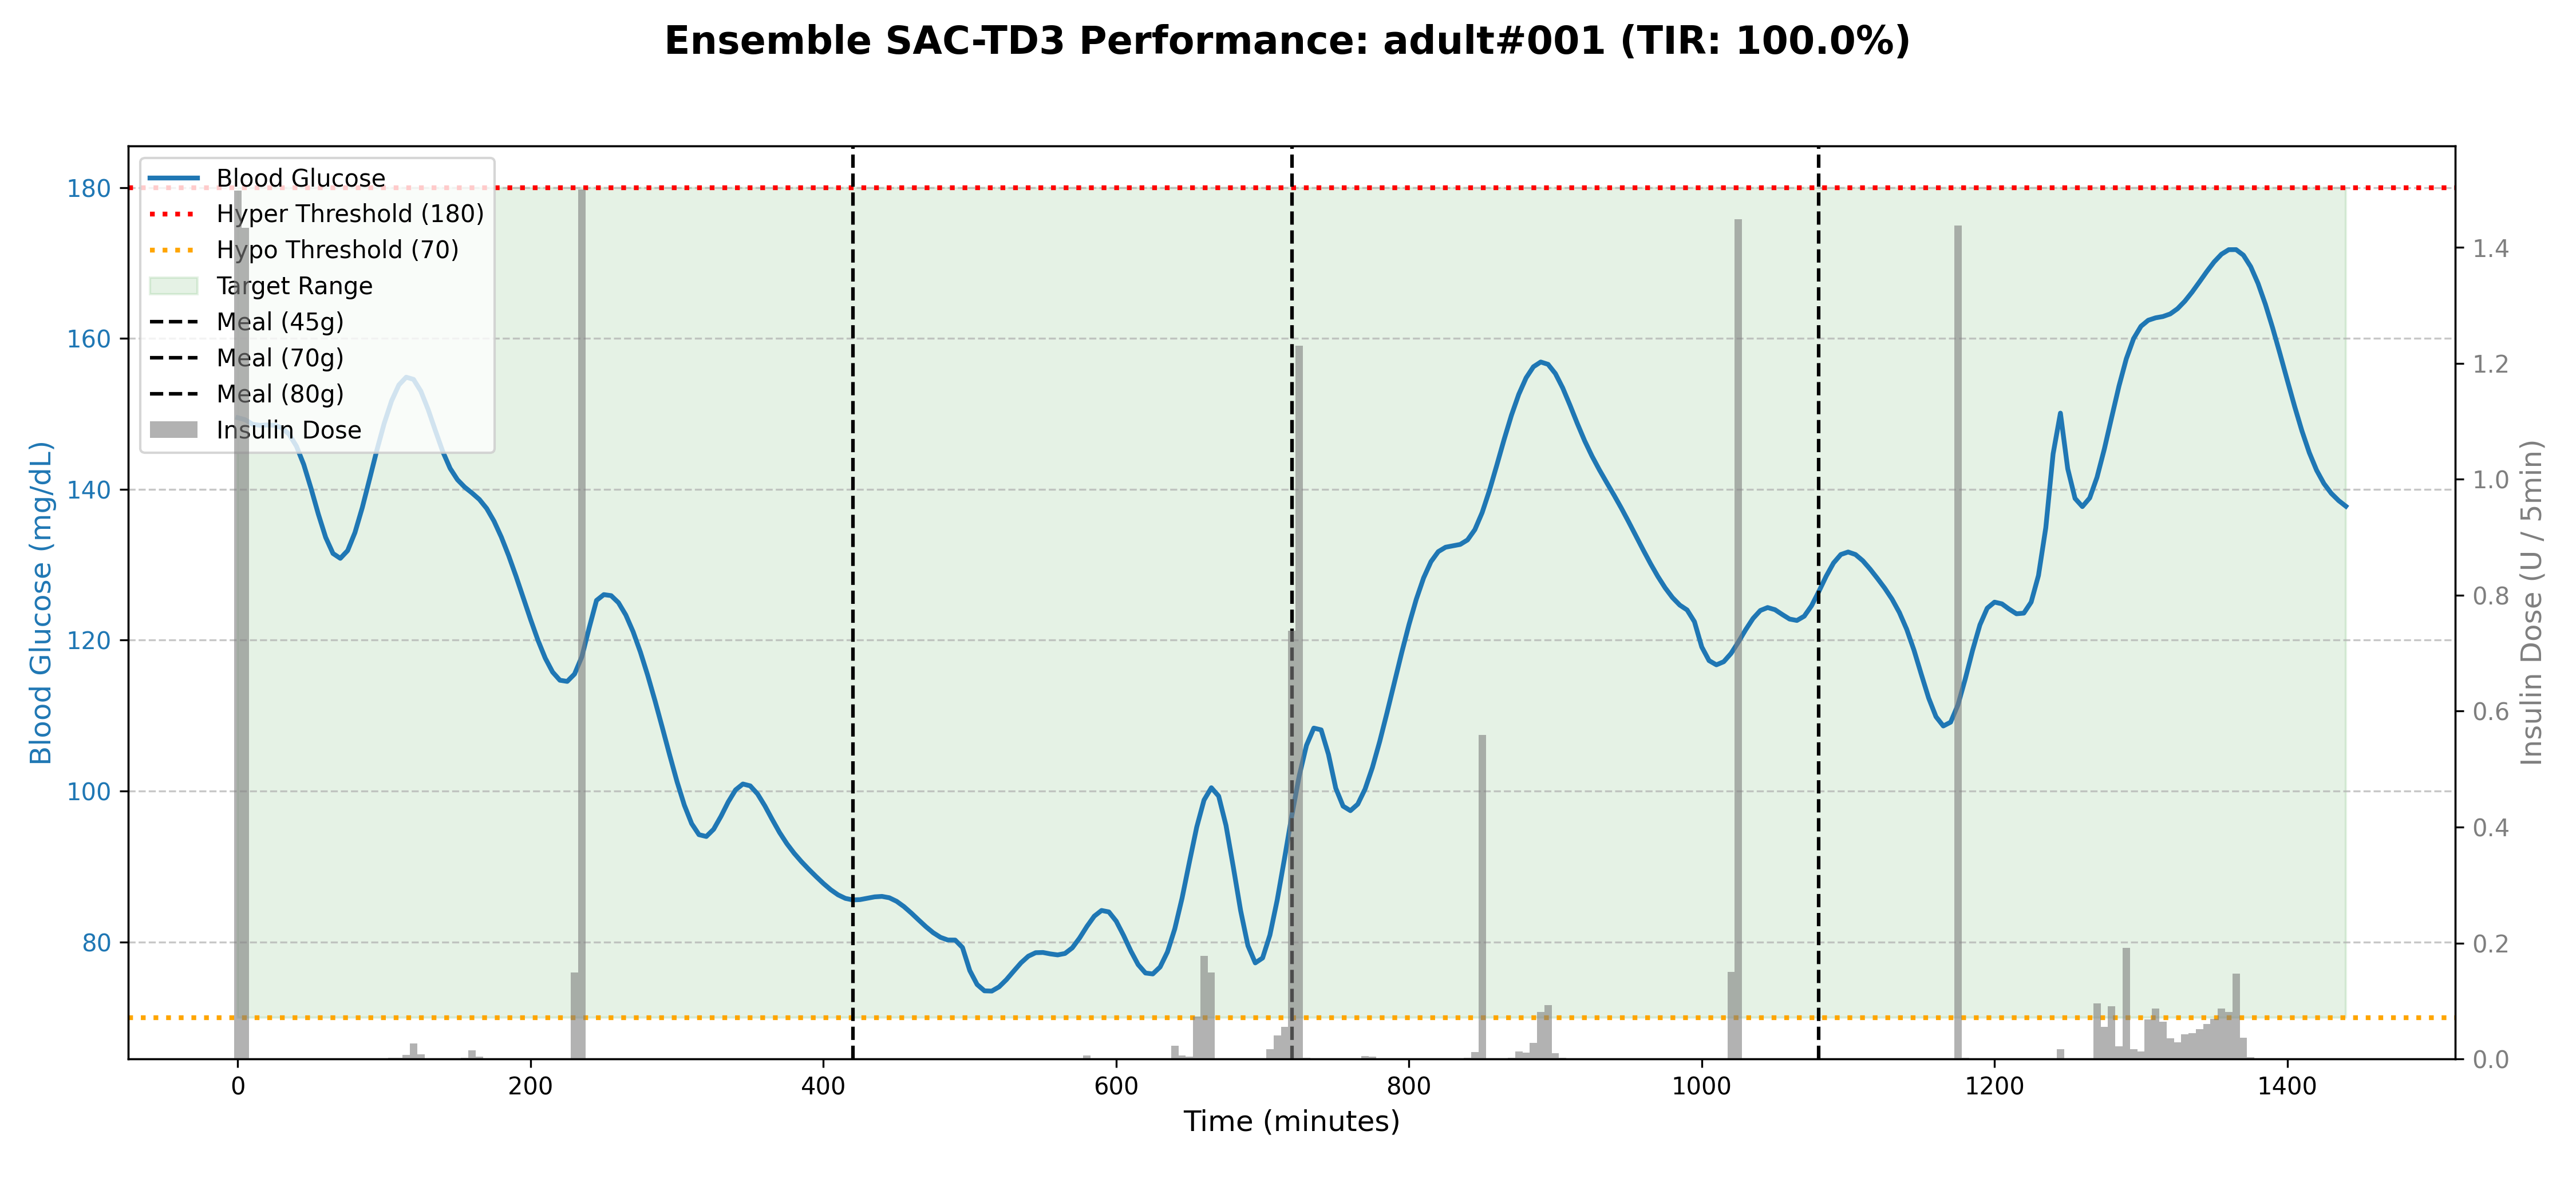 Ensemble SAC-TD3 Performance: adult#001 (TIR: 100.0%)
Blood Glucose
Hyper Threshold (180)
Hypo Threshold (70)
Target Range
Meal (45g)
Meal (70g)
Meal (80g)
Insulin Dose
Blood Glucose (mg/dL)
180
160
140
120
100
80
Insulin Dose (U / 5min)
1.4
1.2
1.0
0.8
0.6
0.4
0.2
0.0
0 200 400 600 800 1000 1200 1400
Time (minutes)